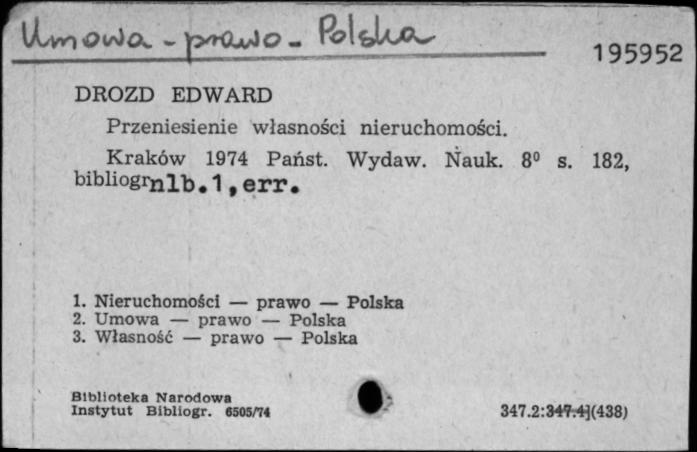 Umowa - prawo - Polska
195952
DROZD EDWARD
Przeniesienie własności nieruchomości.
Kraków 1974 Państ. Wydaw. Nauk. 8⁰ s. 182,
bibliogr nlb.1, err.
1. Nieruchomości — prawo — Polska
2. Umowa — prawo — Polska
3. Własność — prawo — Polska
Biblioteka Narodowa
Instytut Bibliogr. 6505/74
347.2:347.4](438)